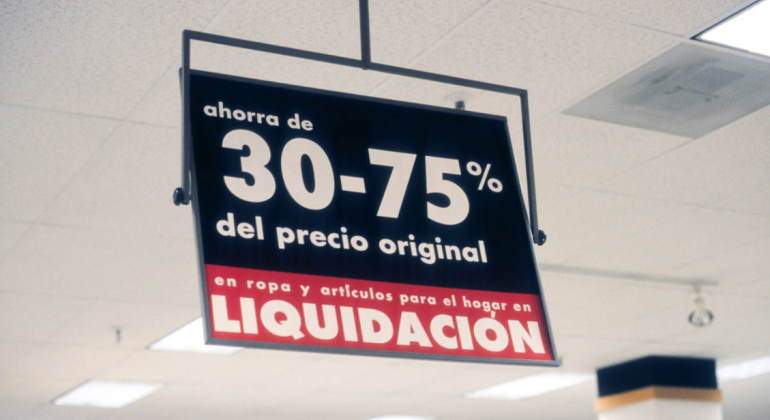 ahorra de
30-75%
del precio original
en ropa y artículos para el hogar en
LIQUIDACIÓN